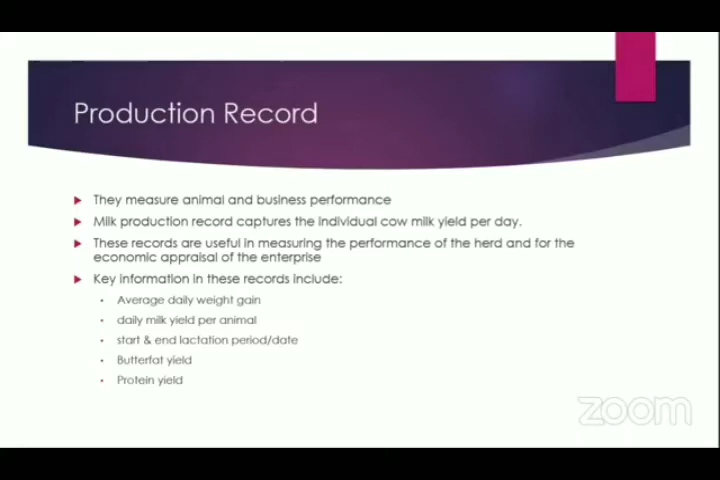 Production Record
They measure animal and business performance
Milk production record captures the individual cow milk yield per day.
These records are useful in measuring the performance of the herd and for the
economic appraisal of the enterprise
Key information in these records include:
Average daily weight gain
daily milk yield per animal
start & end lactation period/date
Butterfat yield
Protein yield
zoom